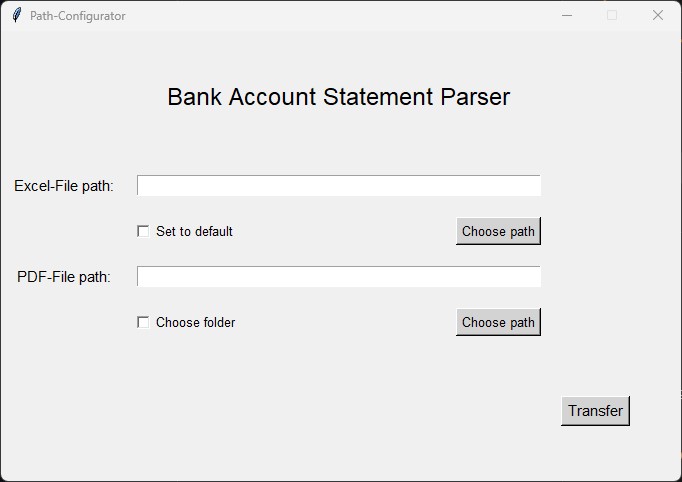 Path-Configurator
Bank Account Statement Parser
Excel-File path:
Set to default
Choose path
PDF-File path:
Choose folder
Choose path
Transfer